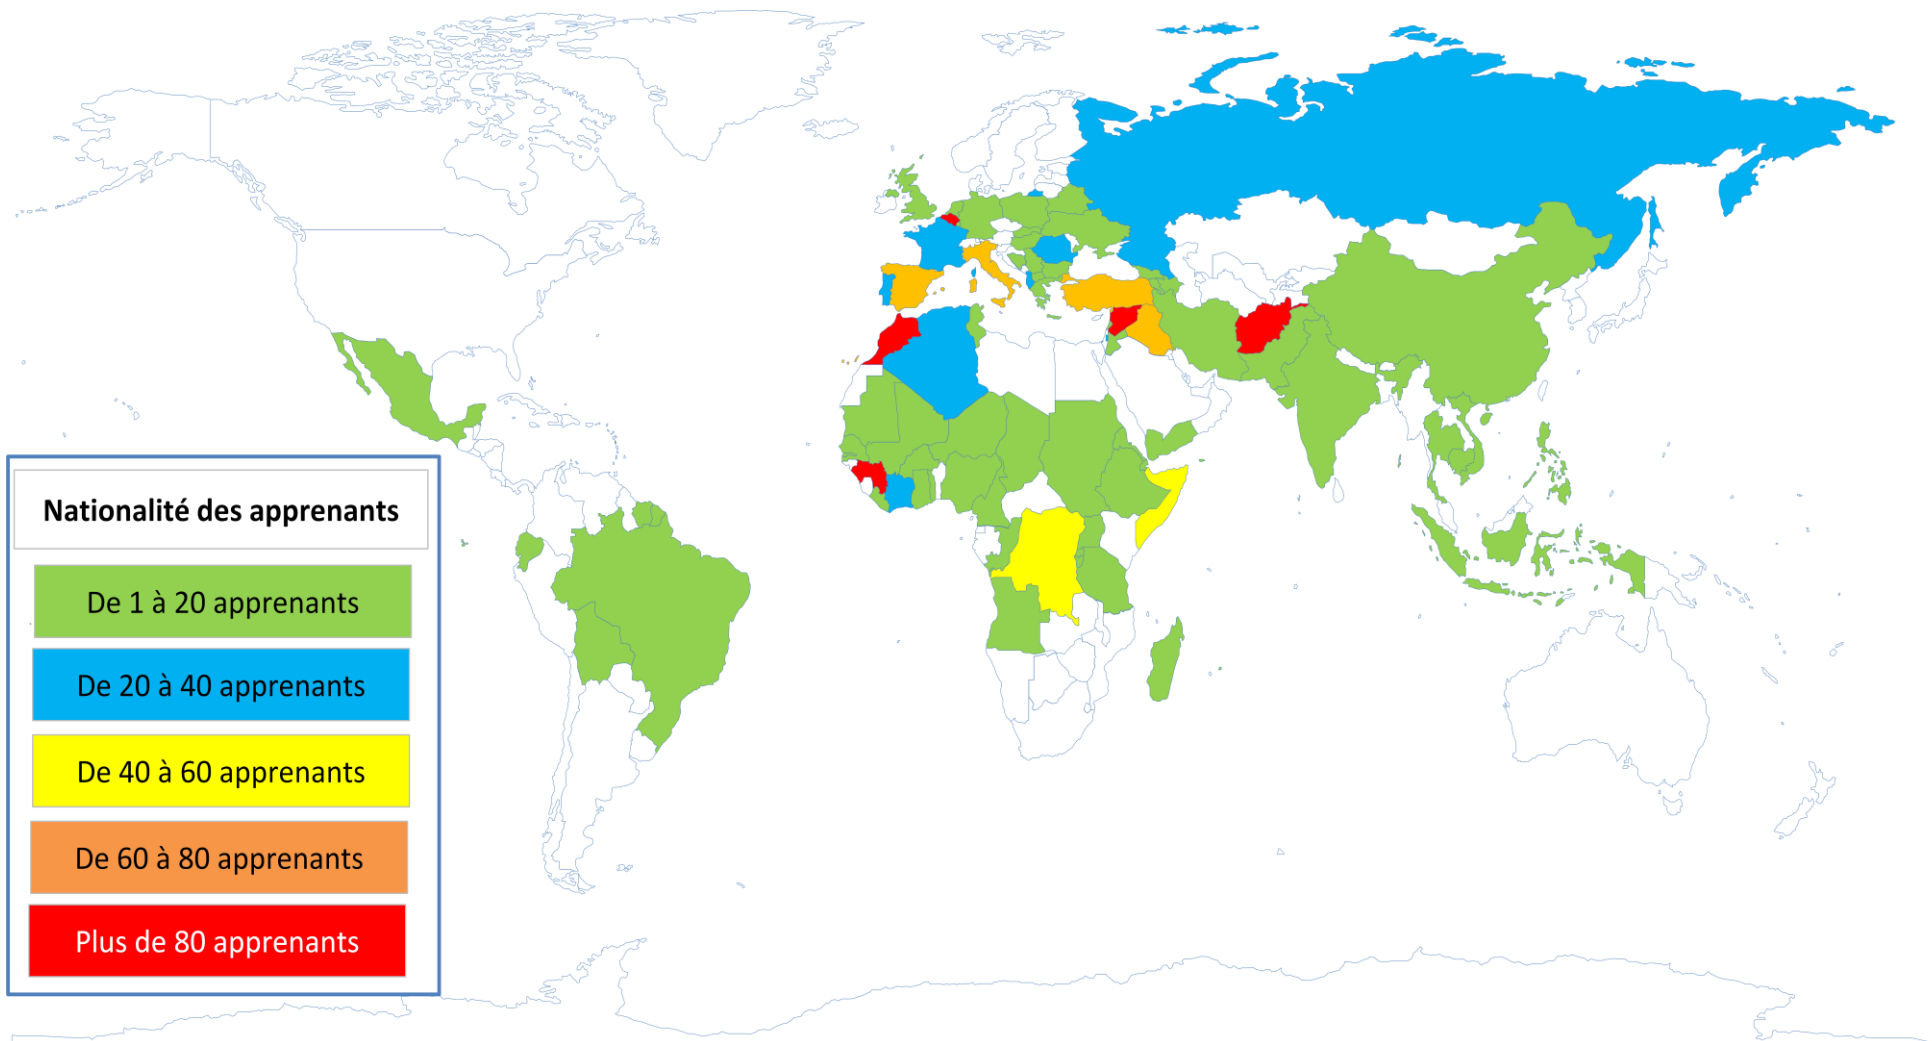 Nationalité des apprenants
De 1 à 20 apprenants
De 20 à 40 apprenants
De 40 à 60 apprenants
De 60 à 80 apprenants
Plus de 80 apprenants